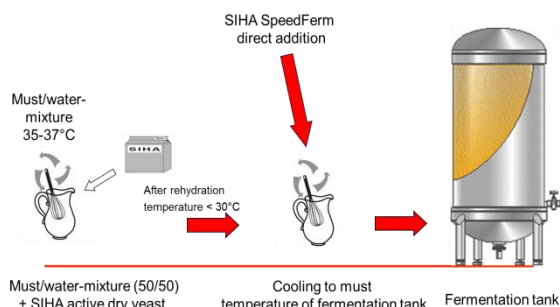 SIHA SpeedFerm
direct addition
Must/water-
mixture
35-37°C
SIHA
After rehydration
temperature < 30°C
Must/water-mixture (50/50)
+ SIHA active dry yeast
Cooling to must
temperature of fermentation tank
Fermentation tank